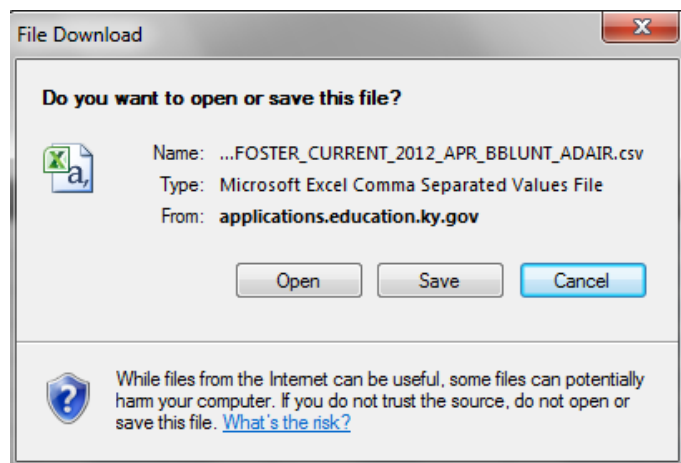 File Download
X
Do you want to open or save this file?
a,
Name: ...FOSTER_CURRENT_2012_APR_BBLUNT_ADAIR.csv
Type: Microsoft Excel Comma Separated Values File
From: applications.education.ky.gov
Open Save Cancel
While files from the Internet can be useful, some files can potentially
harm your computer. If you do not trust the source, do not open or
save this file. What's the risk?